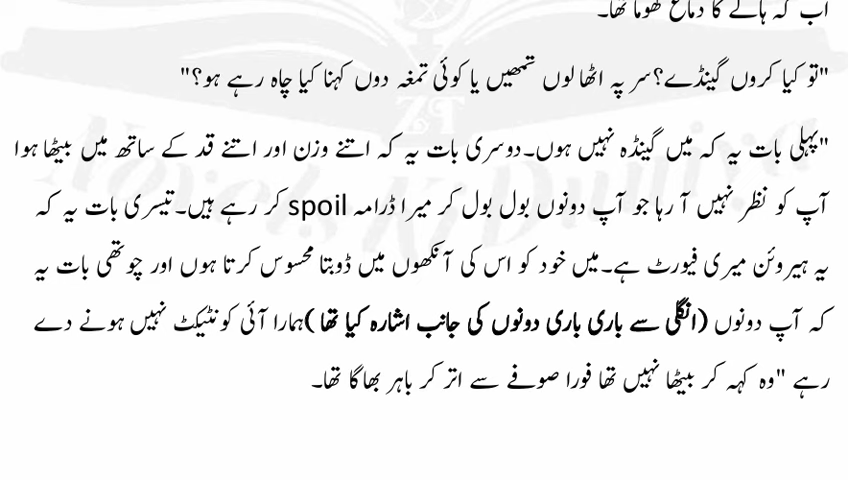 اب کہ ہالے کا دماغ گھوما تھا۔
"تو کیا کروں گینڈے؟سر پہ اٹھا لوں تمھیں یا کوئی تمغہ دوں کہنا کیا چاہ رہے ہو؟"
"پہلی بات یہ کہ میں گینڈہ نہیں ہوں۔دوسری بات یہ کہ اتنے وزن اور اتنے قد کے ساتھ میں بیٹھا ہوا
آپ کو نظر نہیں آ رہا جو آپ دونوں بول بول کر میرا ڈرامہ spoil کر رہے ہیں۔تیسری بات یہ کہ
یہ ہیروئن میری فیورٹ ہے۔میں خود کو اس کی آنکھوں میں ڈوبتا محسوس کرتا ہوں اور چوتھی بات یہ
کہ آپ دونوں (انگلی سے باری باری دونوں کی جانب اشارہ کیا تھا)ہمارا آئی کونٹیکٹ نہیں ہونے دے
رہے "وہ کہہ کر بیٹھا نہیں تھا فورا صوفے سے اتر کر باہر بھاگا تھا۔